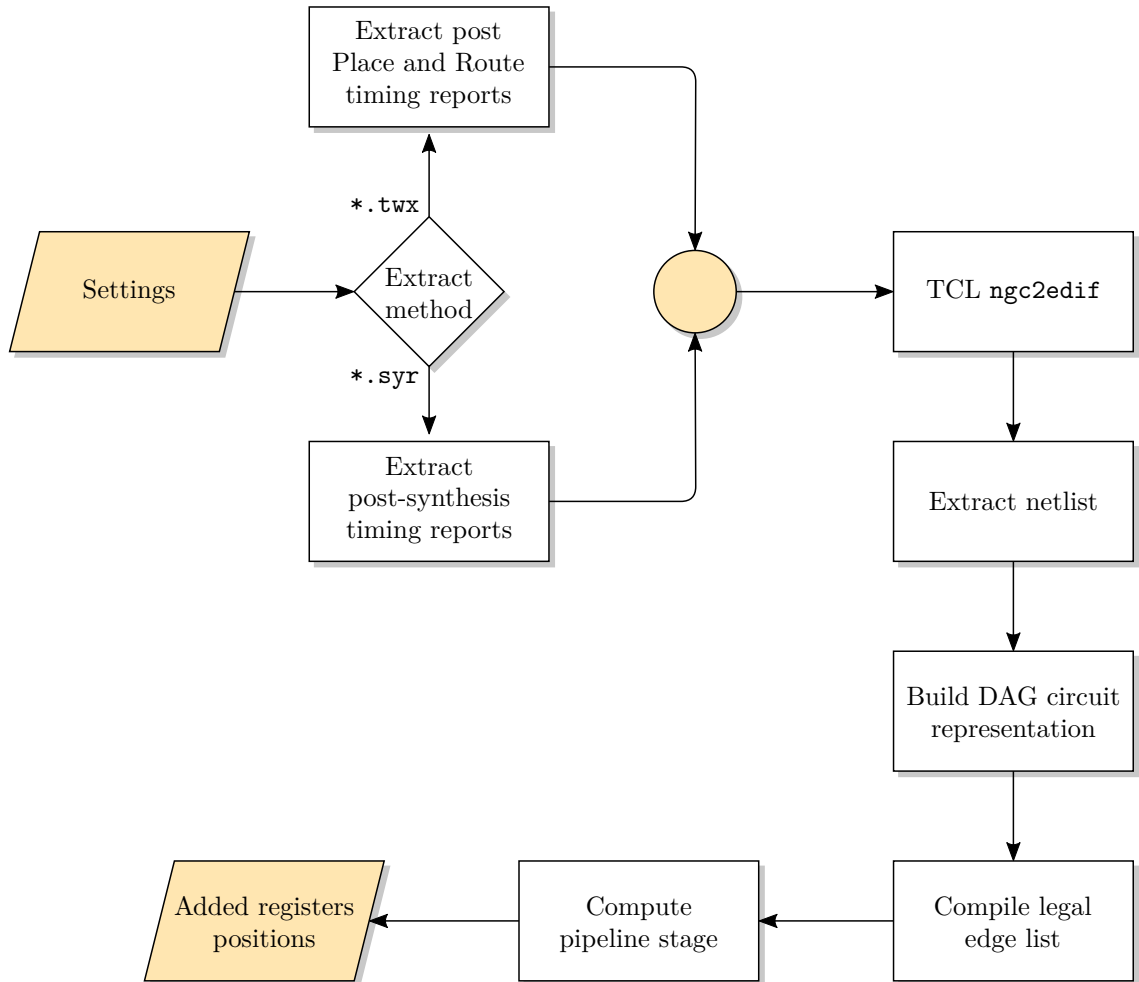 Extract post
Place and Route
timing reports
*.twx
Settings
Extract
method
TCL ngc2edif
*.syr
Extract
post-synthesis
timing reports
Extract netlist
Build DAG circuit
representation
Compile legal
edge list
Compute
pipeline stage
Added registers
positions